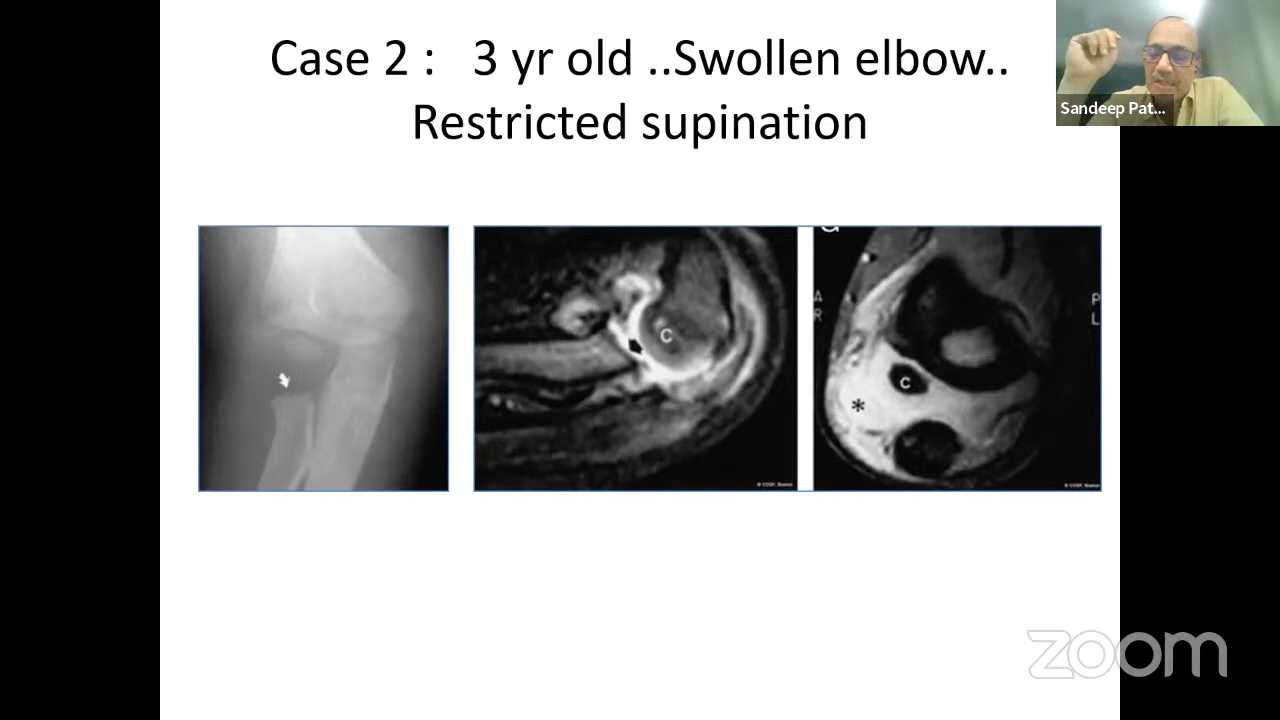 Case 2 : 3 yr old ..Swollen elbow..
Restricted supination
Sandeep Pat...
G
A
R
C
C
*
P
L
zoom